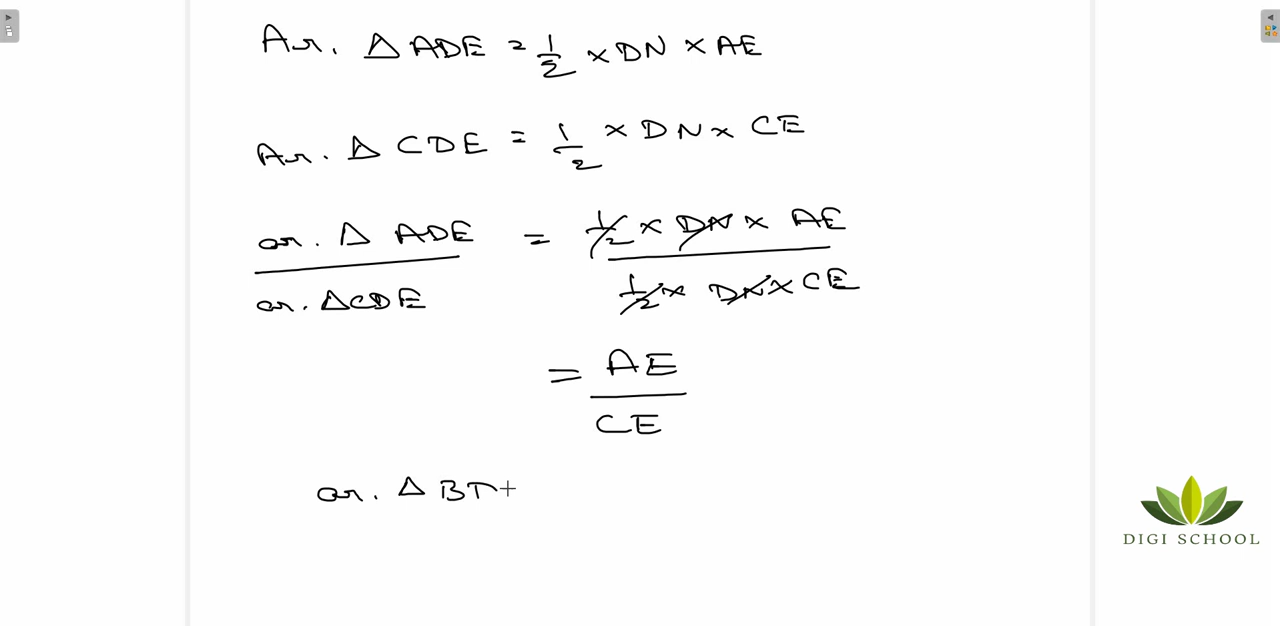 Ar. △ ADE = 1/2 × DN × AE
Ar. △ CDE = 1/2 × DN × CE
ar. △ ADE / ar. △CDE = 1/2 × DN × AE / 1/2 × DN × CE
= AE / CE
ar. △
DIGI SCHOOL